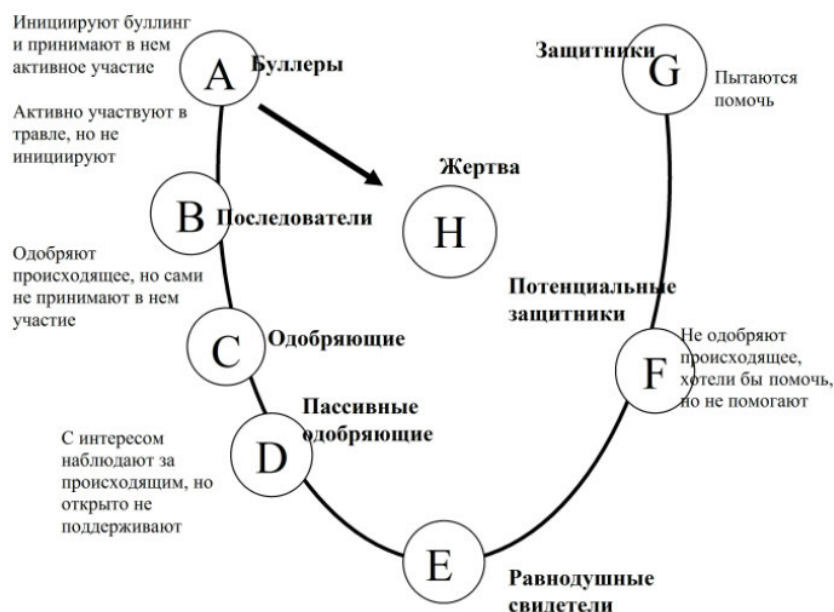 Инициируют буллинг
и принимают в нем
активное участие
A
Буллеры
Защитники
G
Пытаются
помочь
Активно участвуют в
травле, но не
инициируют
Жертва
H
B
Последователи
Одобряют
происходящее, но сами
не принимают в нем
участие
Потенциальные
защитники
C
Одобряющие
F
Не одобряют
происходящее,
хотели бы помочь,
но не помогают
Пассивные
одобряющие
D
С интересом
наблюдают за
происходящим, но
открыто не
поддерживают
E
Равнодушные
свидетели